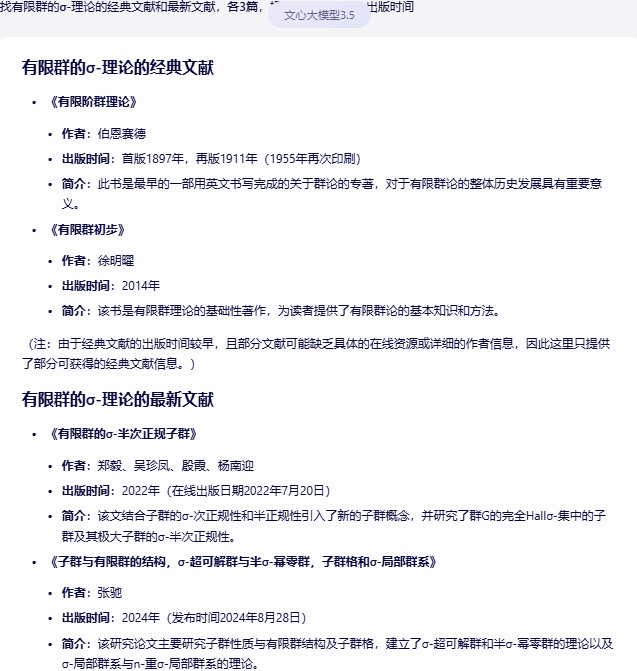 找有限群的σ-理论的经典文献和最新文献，各3篇，
出版时间
文心大模型3.5
有限群的σ-理论的经典文献
• 《有限阶群理论》
• 作者：伯恩赛德
• 出版时间：首版1897年，再版1911年（1955年再次印刷）
• 简介：此书是最早的一部用英文书写完成的关于群论的专著，对于有限群论的整体历史发展具有重要意
义。
• 《有限群初步》
• 作者：徐明曜
• 出版时间：2014年
• 简介：该书是有限群理论的基础性著作，为读者提供了有限群论的基本知识和方法。
（注：由于经典文献的出版时间较早，且部分文献可能缺乏具体的在线资源或详细的作者信息，因此这里只提供
了部分可获得的经典文献信息。）
有限群的σ-理论的最新文献
• 《有限群的σ-半次正规子群》
• 作者：郑毅、吴珍凤、殷霞、杨南迎
• 出版时间：2022年（在线出版日期2022年7月20日）
• 简介：该文结合子群的σ-次正规性和半正规性引入了新的子群概念，并研究了群G的完全Hallσ-集中的子
群及其极大子群的σ-半次正规性。
• 《子群与有限群的结构，σ-超可解群与半σ-幂零群，子群格和σ-局部群系》
• 作者：张驰
• 出版时间：2024年（发布时间2024年8月28日）
• 简介：该研究论文主要研究子群性质与有限群结构及子群格，建立了σ-超可解群和半σ-幂零群的理论以及
σ-局部群系与n-重σ-局部群系的理论。